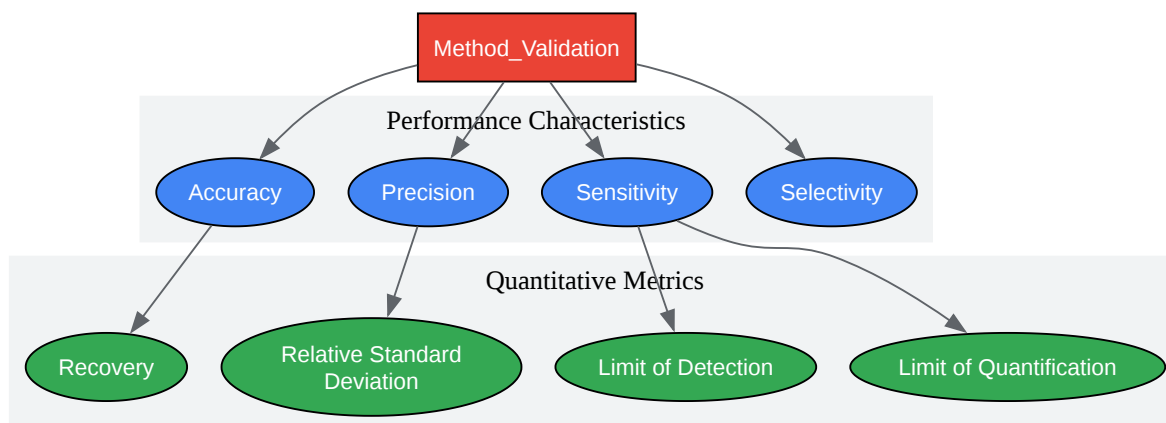 Method_Validation
Performance Characteristics
Accuracy
Precision
Sensitivity
Selectivity
Quantitative Metrics
Recovery
Relative Standard
Deviation
Limit of Detection
Limit of Quantification